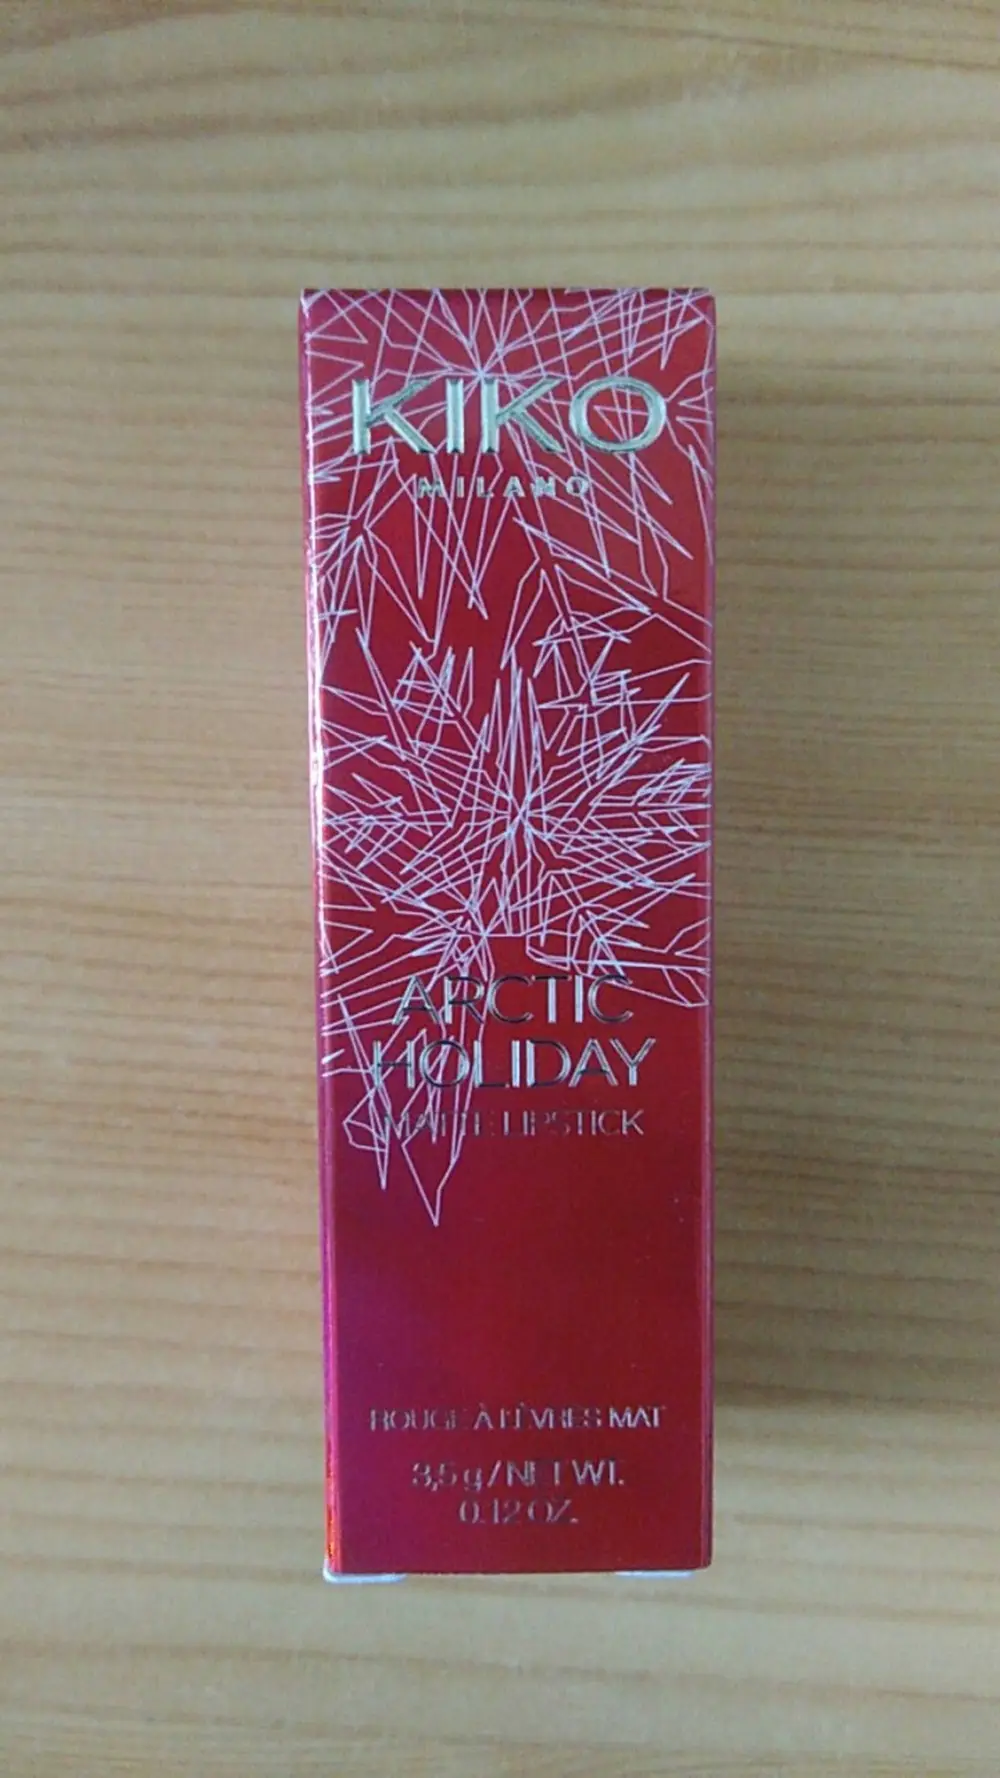 KIKO
MILANO
ARCTIC
HOLIDAY
MATTE LIPSTICK
ROUGE À LÈVRES MAT
3,5 g / NET WT.
0.12 OZ.